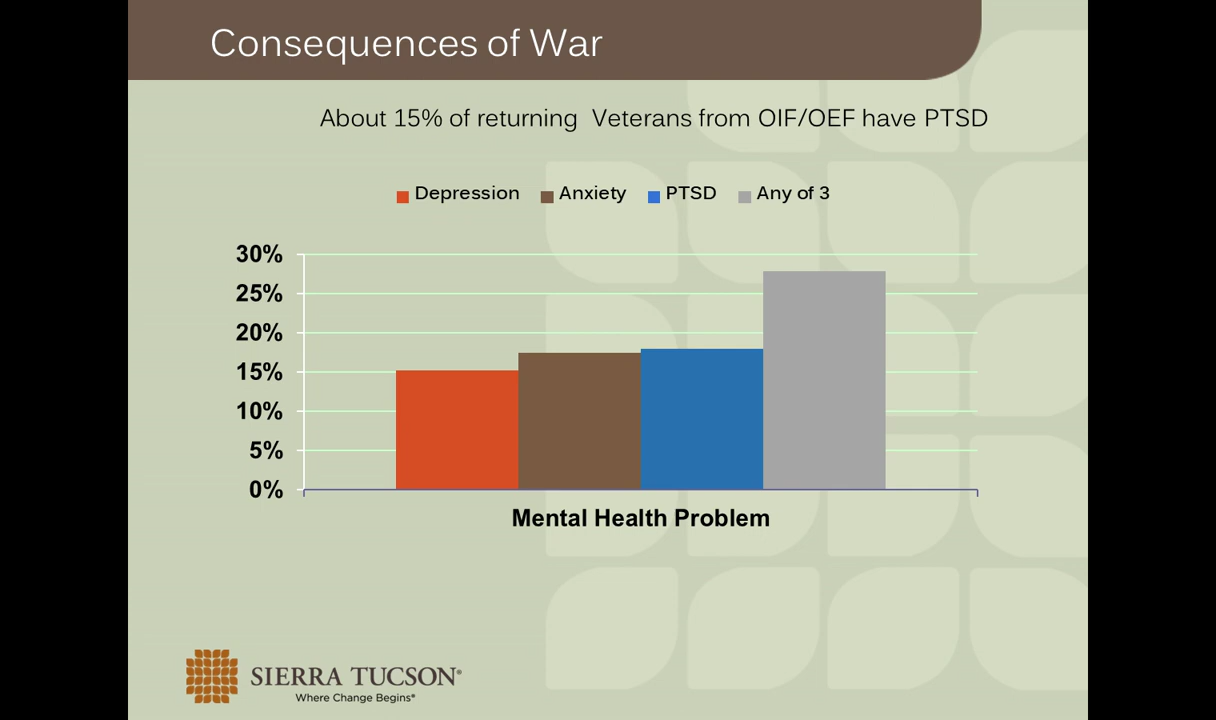 Consequences of War
About 15% of returning  Veterans from OIF/OEF have PTSD
Depression Anxiety PTSD Any of 3
30%
25%
20%
15%
10%
5%
0%
Mental Health Problem
SIERRA TUCSON®
Where Change Begins®